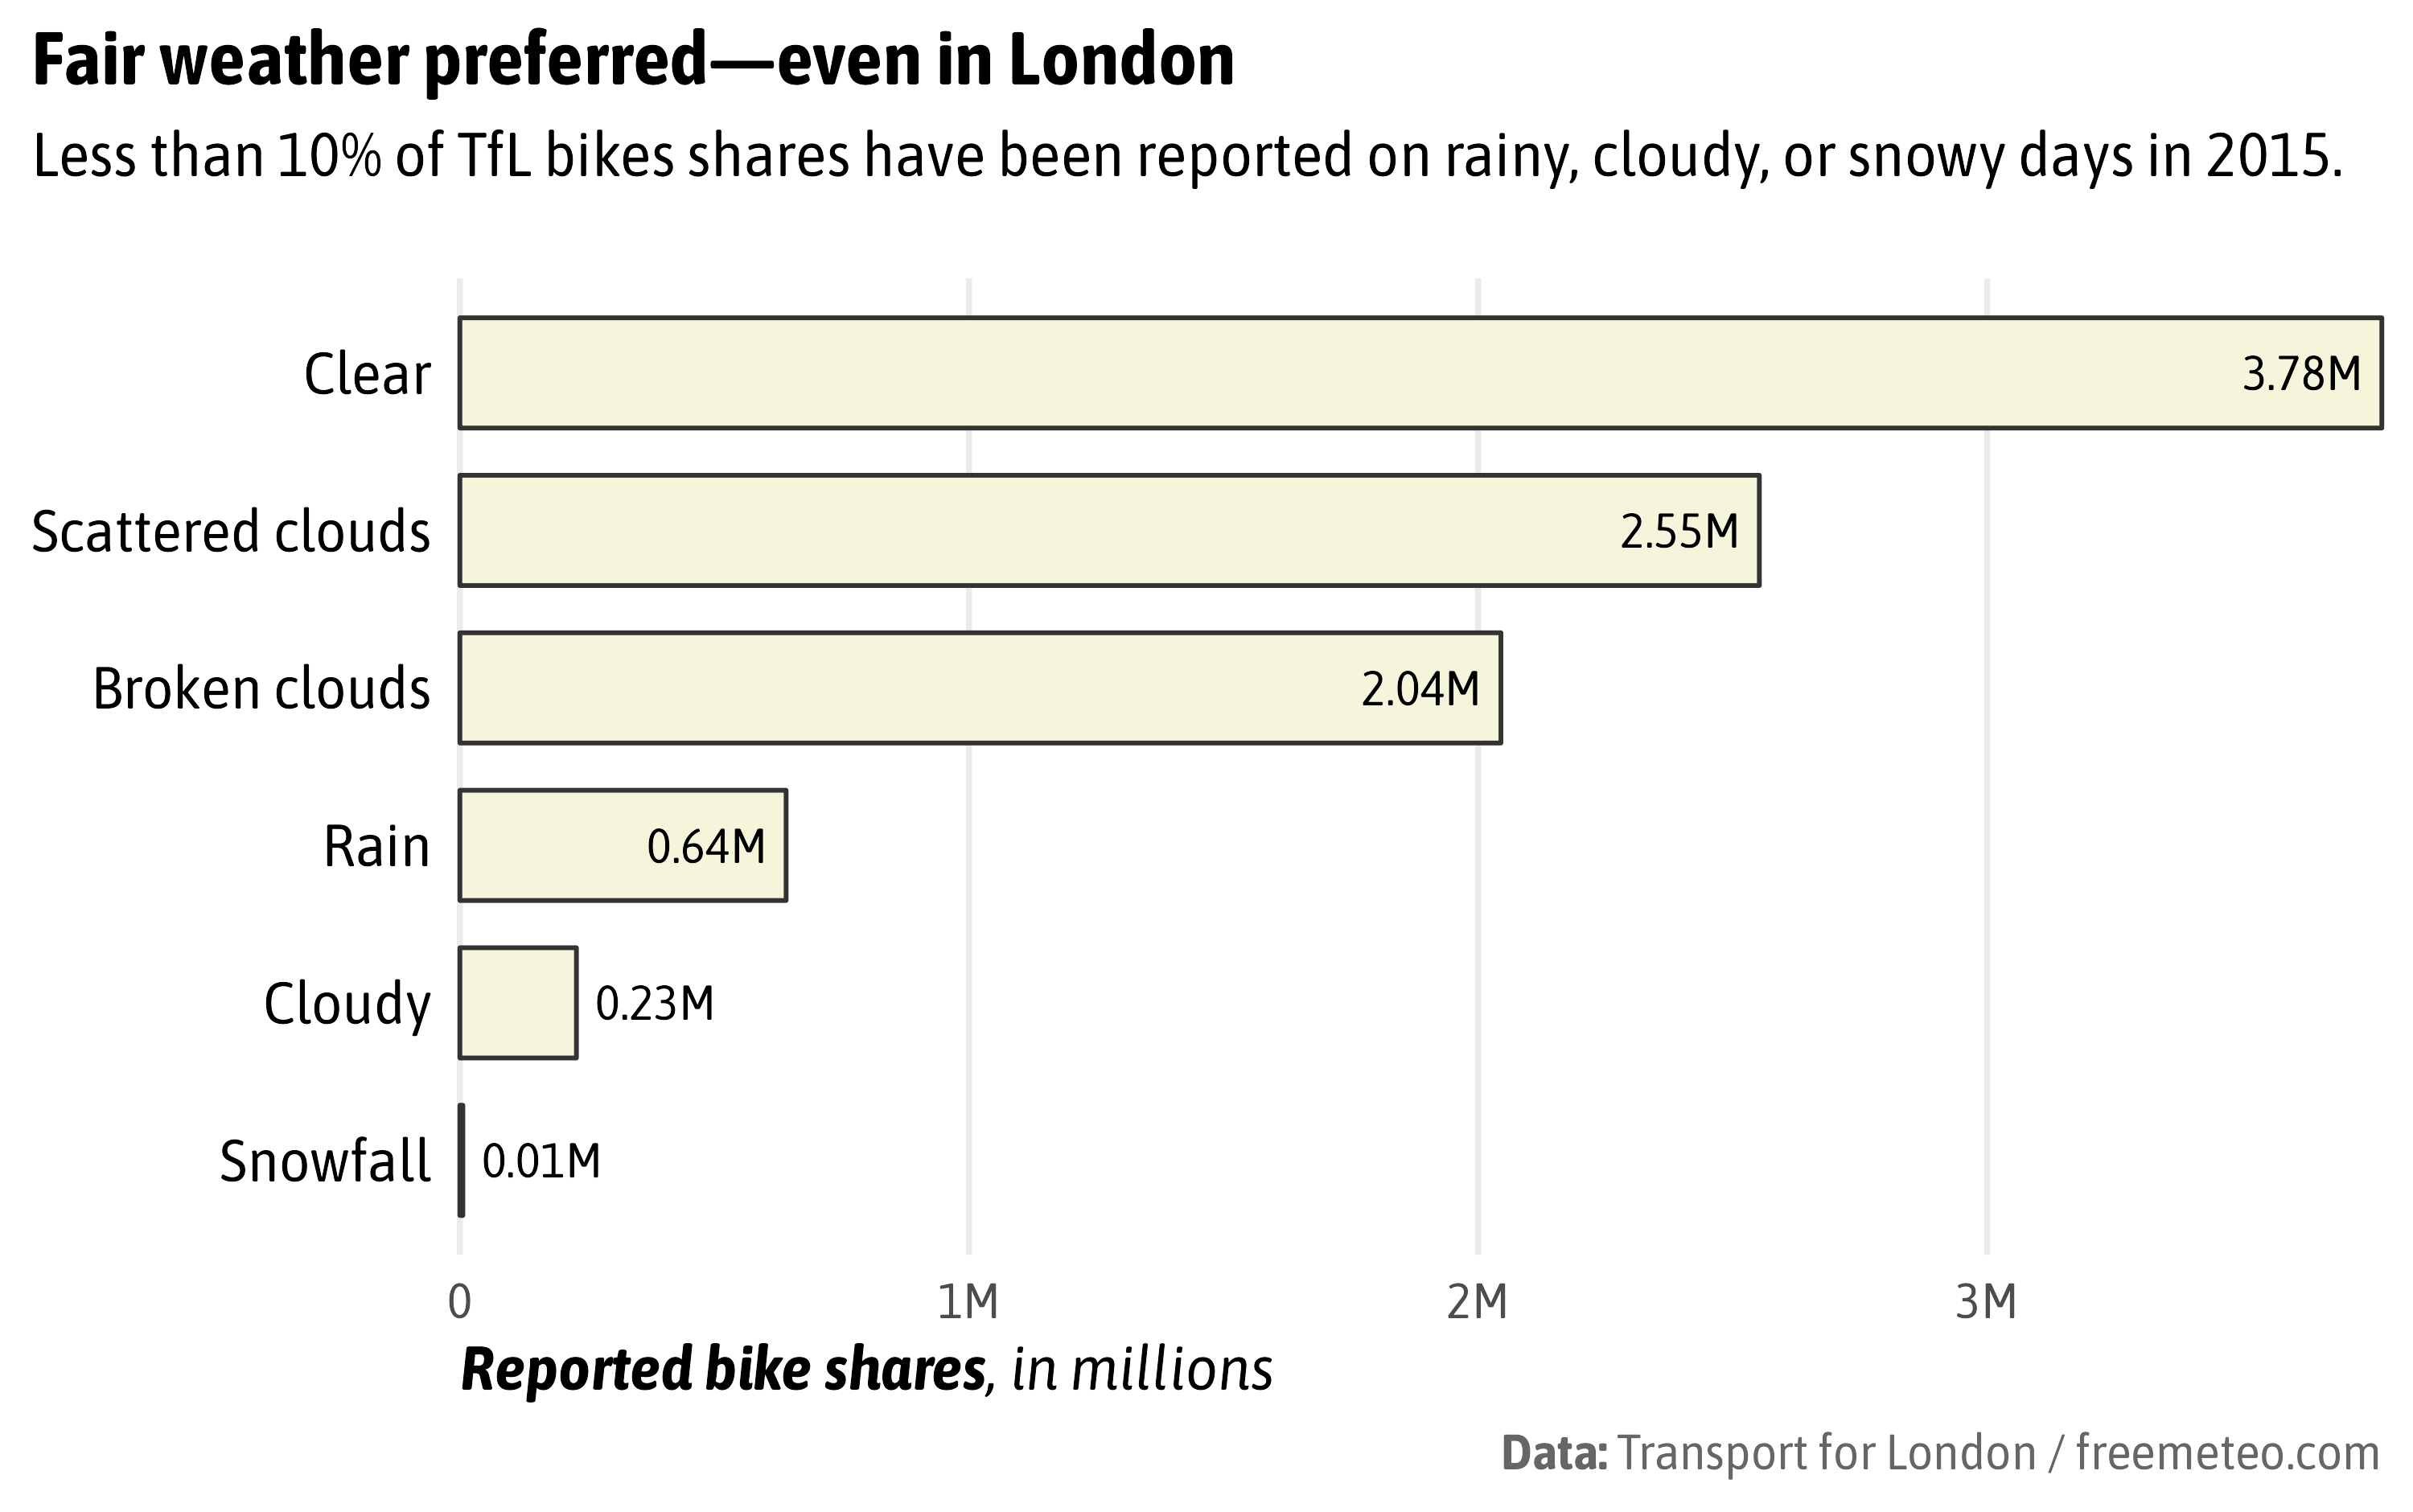 Fair weather preferred—even in London
Less than 10% of TfL bikes shares have been reported on rainy, cloudy, or snowy days in 2015.
Clear
3.78M
Scattered clouds
2.55M
Broken clouds
2.04M
Rain
0.64M
Cloudy
0.23M
Snowfall
0.01M
0 1M 2M 3M
Reported bike shares, in millions
Data: Transport for London / freemeteo.com